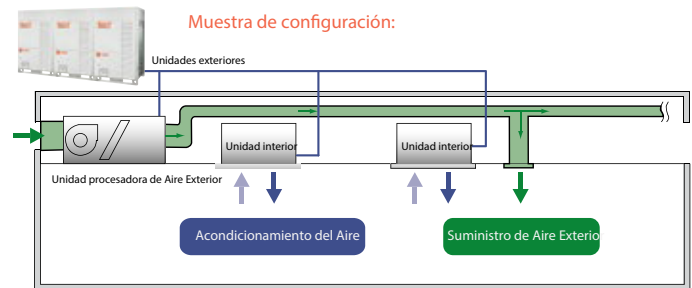 Muestra de configuración:
Unidades exteriores
Unidad interior
Unidad interior
Unidad procesadora de Aire Exterior
Acondicionamiento del Aire
Suministro de Aire Exterio